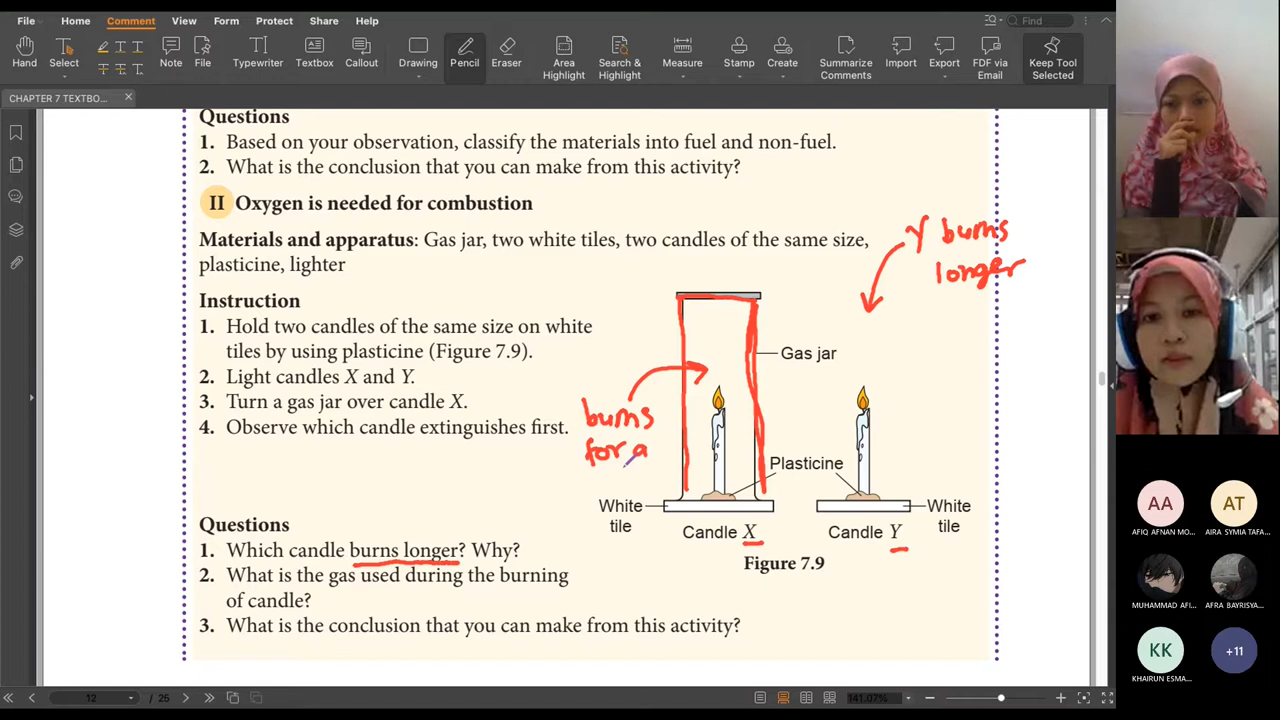 File Home Comment View Form Protect Share Help
Find
Hand Select Note File Typewriter Textbox Callout Drawing Pencil Eraser Area Highlight Search & Highlight Measure Stamp Create Summarize Comments Import Export FDF via Email Keep Tool Selected
CHAPTER 7 TEXTBO...
Questions
1. Based on your observation, classify the materials into fuel and non-fuel.
2. What is the conclusion that you can make from this activity?
II Oxygen is needed for combustion
Materials and apparatus: Gas jar, two white tiles, two candles of the same size,
plasticine, lighter
Y burns
longer
Instruction
1. Hold two candles of the same size on white
tiles by using plasticine (Figure 7.9).
2. Light candles X and Y.
3. Turn a gas jar over candle X.
4. Observe which candle extinguishes first.
Gas jar
burns
for a
Plasticine
White
tile
White
tile
Candle X
Candle Y
Figure 7.9
Questions
1. Which candle burns longer? Why?
2. What is the gas used during the burning
of candle?
3. What is the conclusion that you can make from this activity?
AA
AFIQ AFNAN MO...
AT
AIRA SYMIA TAFA...
MUHAMMAD AFI...
AFRA BAYRISYA...
KK
KHAIRUN ESMA...
+11
12 / 25
141.07%